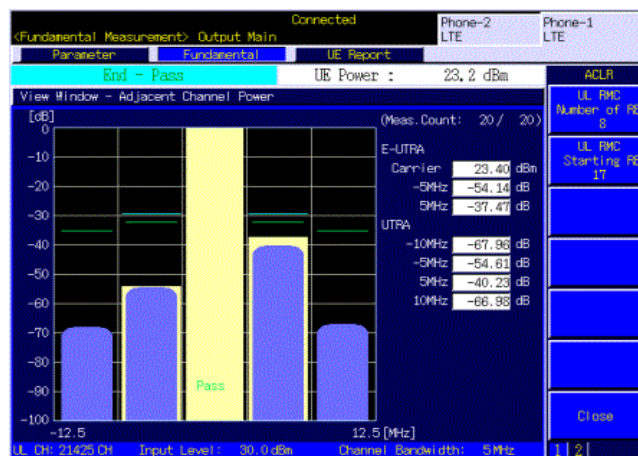 Connected
<Fundamental Measurement> Output Main
Phone-2
LTE
Phone-1
LTE
Parameter
Fundamental
UE Report
End - Pass
UE Power : 23.2 dBm
ACLR
View Window - Adjacent Channel Power
UL RMC
Number of RB
8
UL RMC
Starting RB
17
Close
1 2
[dB]
(Meas.Count: 20/ 20)
0
-10
-20
-30
-40
-50
-60
-70
-80
-90
-100
Pass
-12.5
12.5 [MHz]
E-UTRA
Carrier 23.40 dBm
-5MHz -54.14 dB
5MHz -37.47 dB
UTRA
-10MHz -67.96 dB
-5MHz -54.61 dB
5MHz -40.23 dB
10MHz -66.98 dB
UL CH: 21425 CH Input Level: 30.0 dBm Channel Bandwidth: 5 MHz